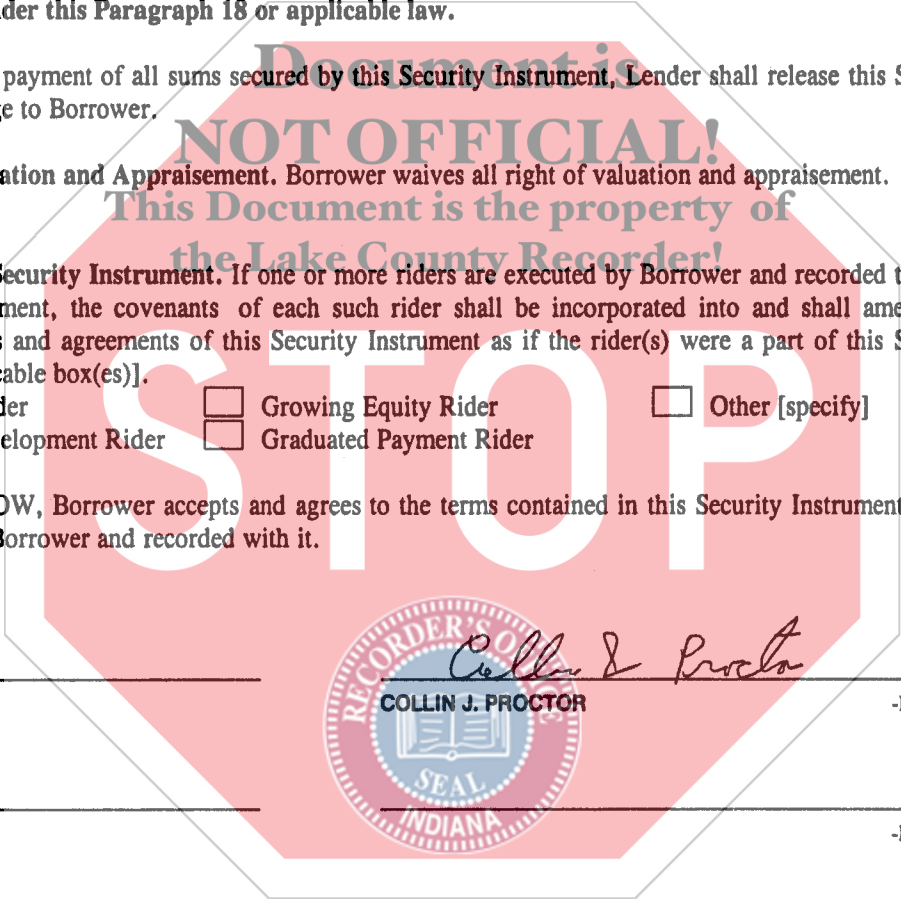 der this Paragraph 18 or applicable law.
Document is
payment of all sums secured by this Security Instrument, Lender shall release this S
e to Borrower.
NOT OFFICIAL!
ation and Appraisement. Borrower waives all right of valuation and appraisement.
This Document is the property of
the Lake County Recorder!
Security Instrument. If one or more riders are executed by Borrower and recorded t
ment, the covenants of each such rider shall be incorporated into and shall ame
s and agreements of this Security Instrument as if the rider(s) were a part of this S
cable box(es)].
der Growing Equity Rider Other [specify]
elopment Rider Graduated Payment Rider
STOP
OW, Borrower accepts and agrees to the terms contained in this Security Instrument
Borrower and recorded with it.
Collin J Proctor
COLLIN J. PROCTOR
RECORDER'S OFFICE
SEAL
INDIANA